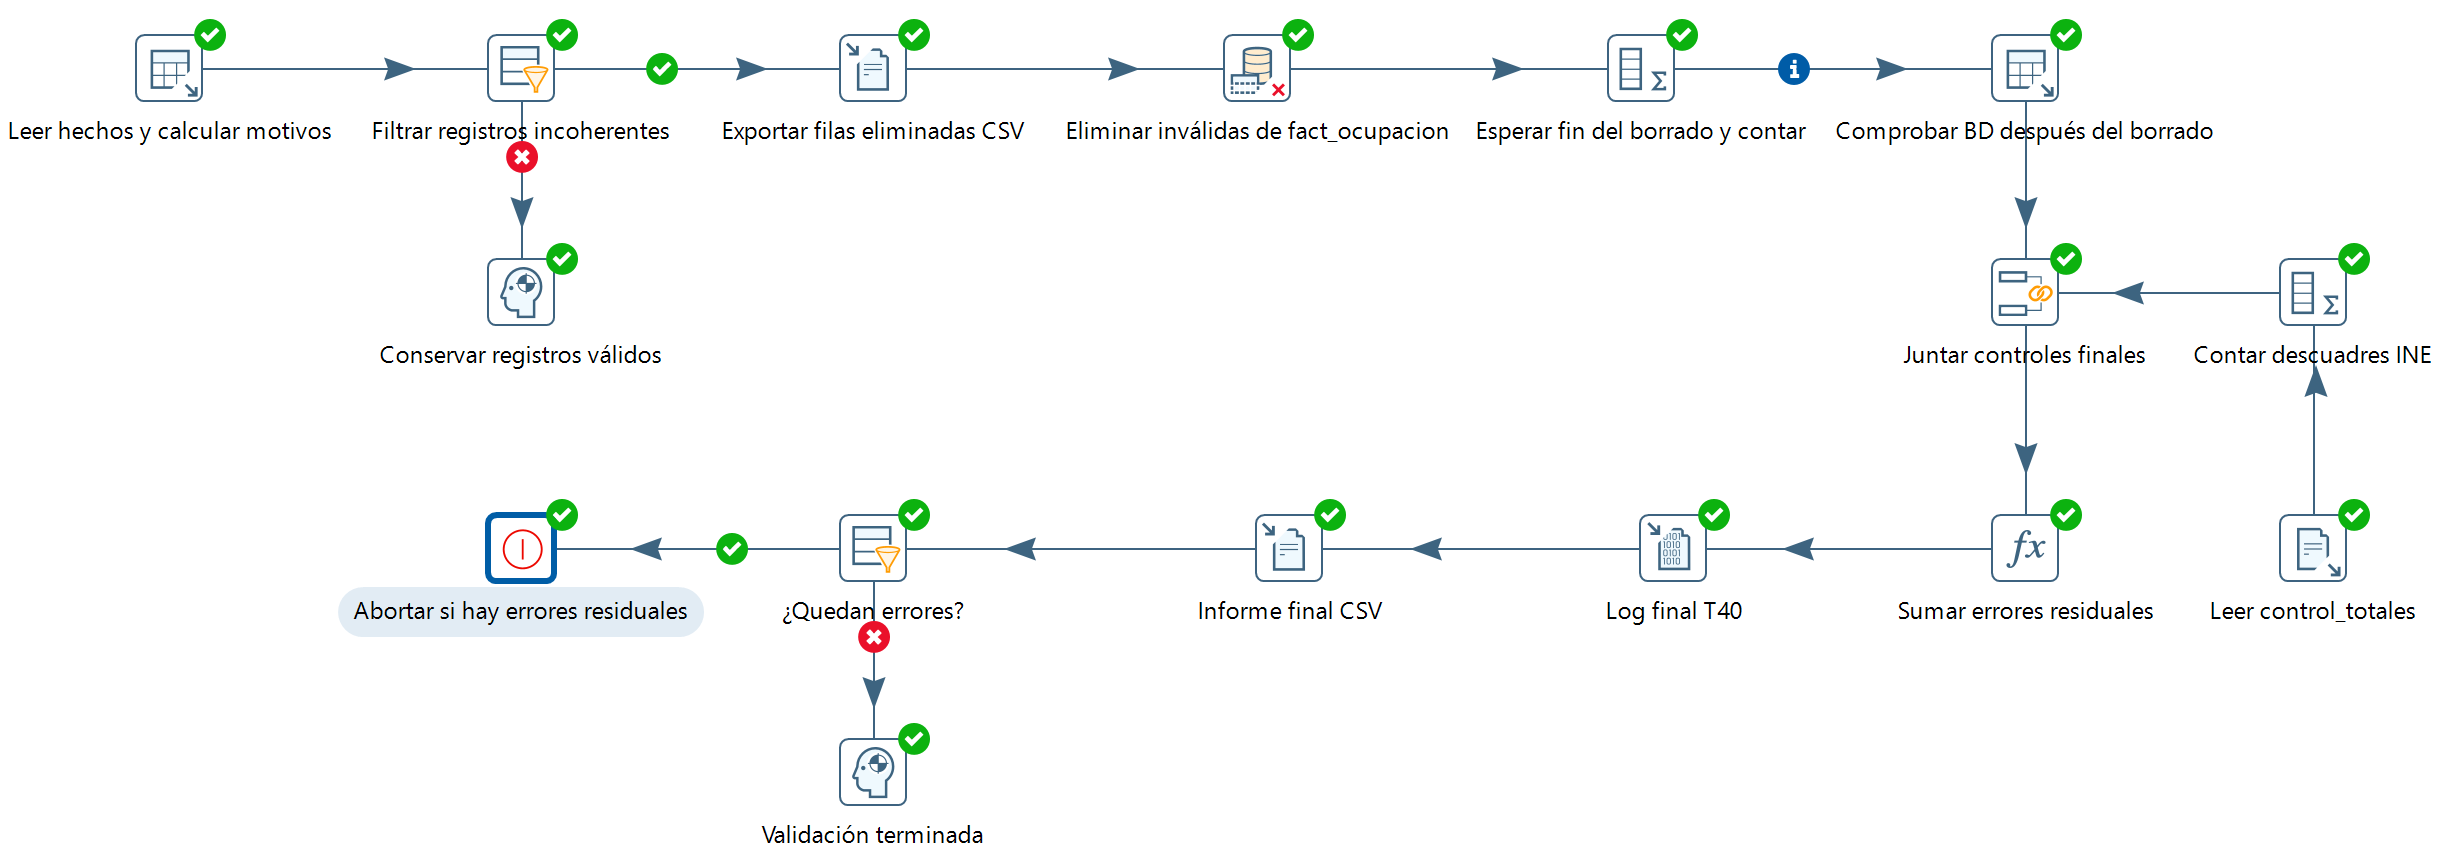 Leer hechos y calcular motivos
Filtrar registros incoherentes
Exportar filas eliminadas CSV
Eliminar inválidas de fact_ocupacion
Esperar fin del borrado y contar
Comprobar BD después del borrado
Conservar registros válidos
Juntar controles finales
Contar descuadres INE
Abortar si hay errores residuales
¿Quedan errores?
Informe final CSV
Log final T40
Sumar errores residuales
Leer control_totales
Validación terminada